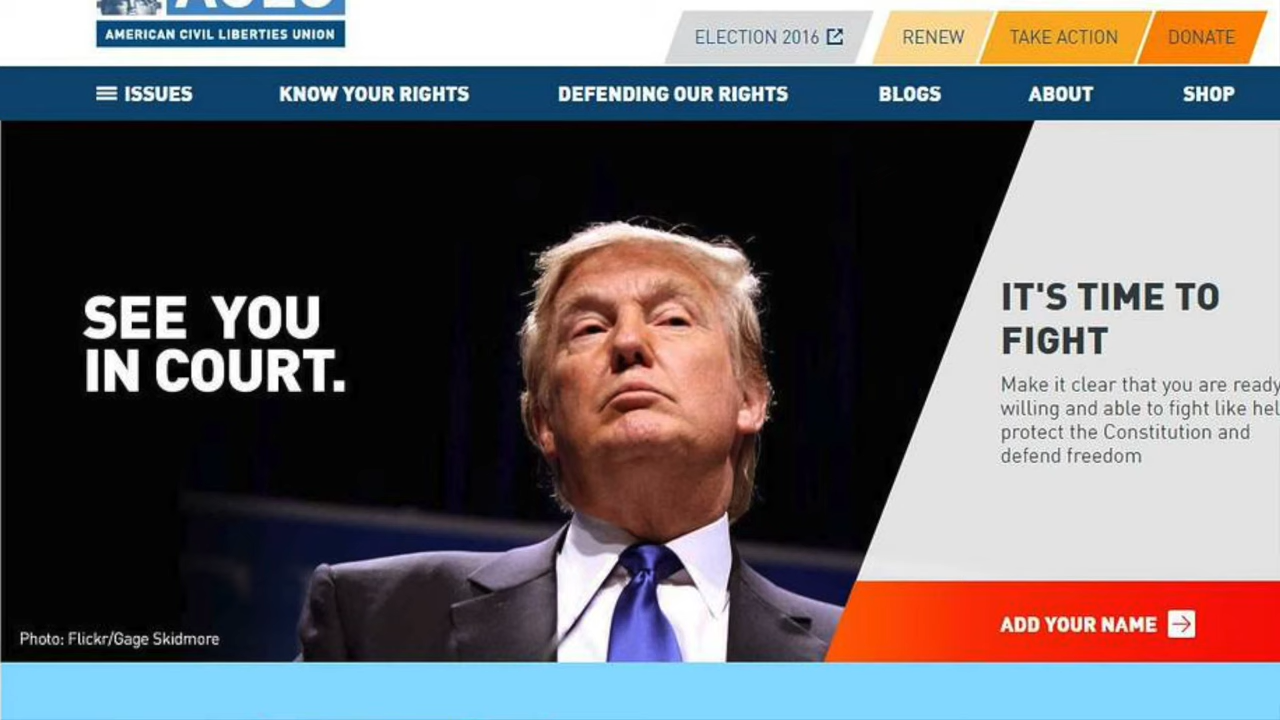 ACLU
AMERICAN CIVIL LIBERTIES UNION
ELECTION 2016
RENEW
TAKE ACTION
DONATE
ISSUES
KNOW YOUR RIGHTS
DEFENDING OUR RIGHTS
BLOGS
ABOUT
SHOP
SEE YOU
IN COURT.
IT'S TIME TO
FIGHT
Make it clear that you are ready
willing and able to fight like hel
protect the Constitution and
defend freedom
ADD YOUR NAME
Photo: Flickr/Gage Skidmore